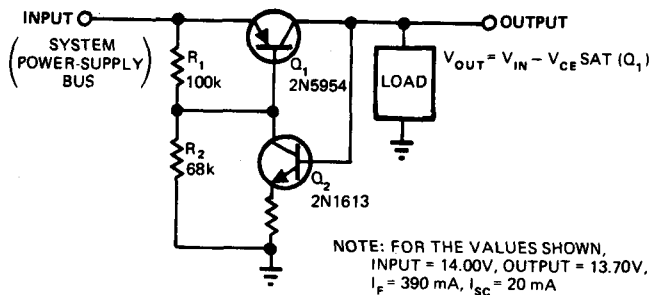 INPUT
OUTPUT
(SYSTEM
POWER-SUPPLY
BUS)
R1
100k
Q1
2N5954
LOAD
VOUT = VIN – VCE SAT (Q1)
R2
68k
Q2
2N1613
NOTE: FOR THE VALUES SHOWN,
INPUT = 14.00V, OUTPUT = 13.70V,
IF = 390 mA, ISC = 20 mA